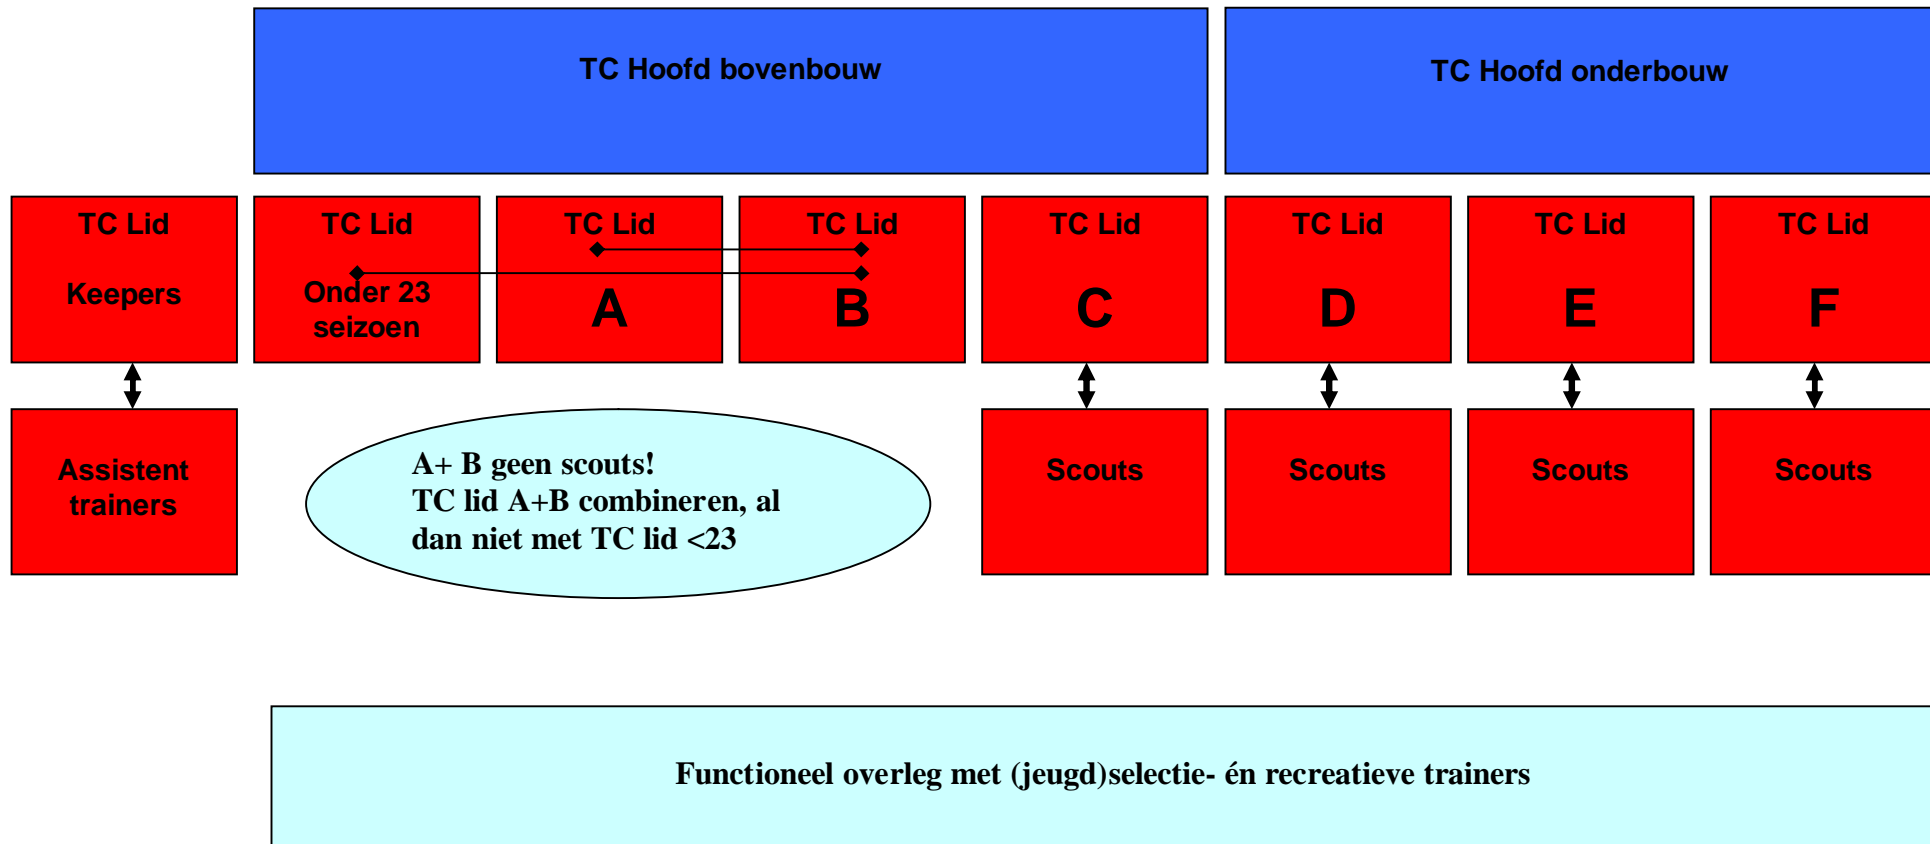 TC Hoofd bovenbouw
TC Hoofd onderbouw
TC Lid
Keepers
TC Lid
Onder 23
seizoen
TC Lid
A
TC Lid
B
TC Lid
C
TC Lid
D
TC Lid
E
TC Lid
F
Assistent
trainers
A+ B geen scouts!
TC lid A+B combineren, al
dan niet met TC lid <23
Scouts
Scouts
Scouts
Scouts
Functioneel overleg met (jeugd)selectie- én recreatieve trainers